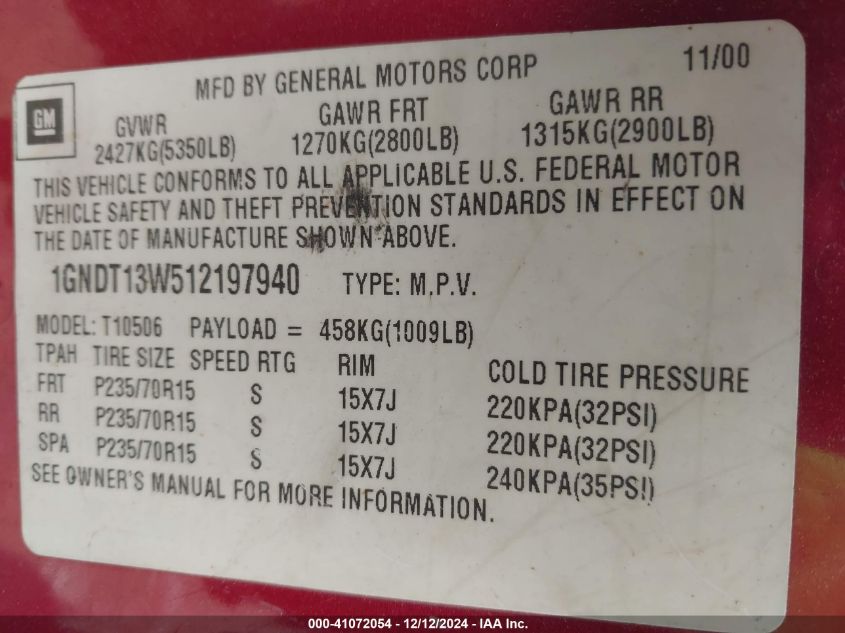 MFD BY GENERAL MOTORS CORP 11/00
GM
GVWR GAWR FRT GAWR RR
2427KG(5350LB) 1270KG(2800LB) 1315KG(2900LB)
THIS VEHICLE CONFORMS TO ALL APPLICABLE U.S. FEDERAL MOTOR
VEHICLE SAFETY AND THEFT PREVENTION STANDARDS IN EFFECT ON
THE DATE OF MANUFACTURE SHOWN ABOVE.
1GNDT13W512197940 TYPE: M.P.V.
MODEL: T10506 PAYLOAD = 458KG(1009LB)
TPAH TIRE SIZE SPEED RTG RIM COLD TIRE PRESSURE
FRT P235/70R15 S 15X7J 220KPA(32PSI)
RR P235/70R15 S 15X7J 220KPA(32PSI)
SPA P235/70R15 S 15X7J 240KPA(35PSI)
SEE OWNER'S MANUAL FOR MORE INFORMATION.
000-41072054 - 12/12/2024 - IAA Inc.